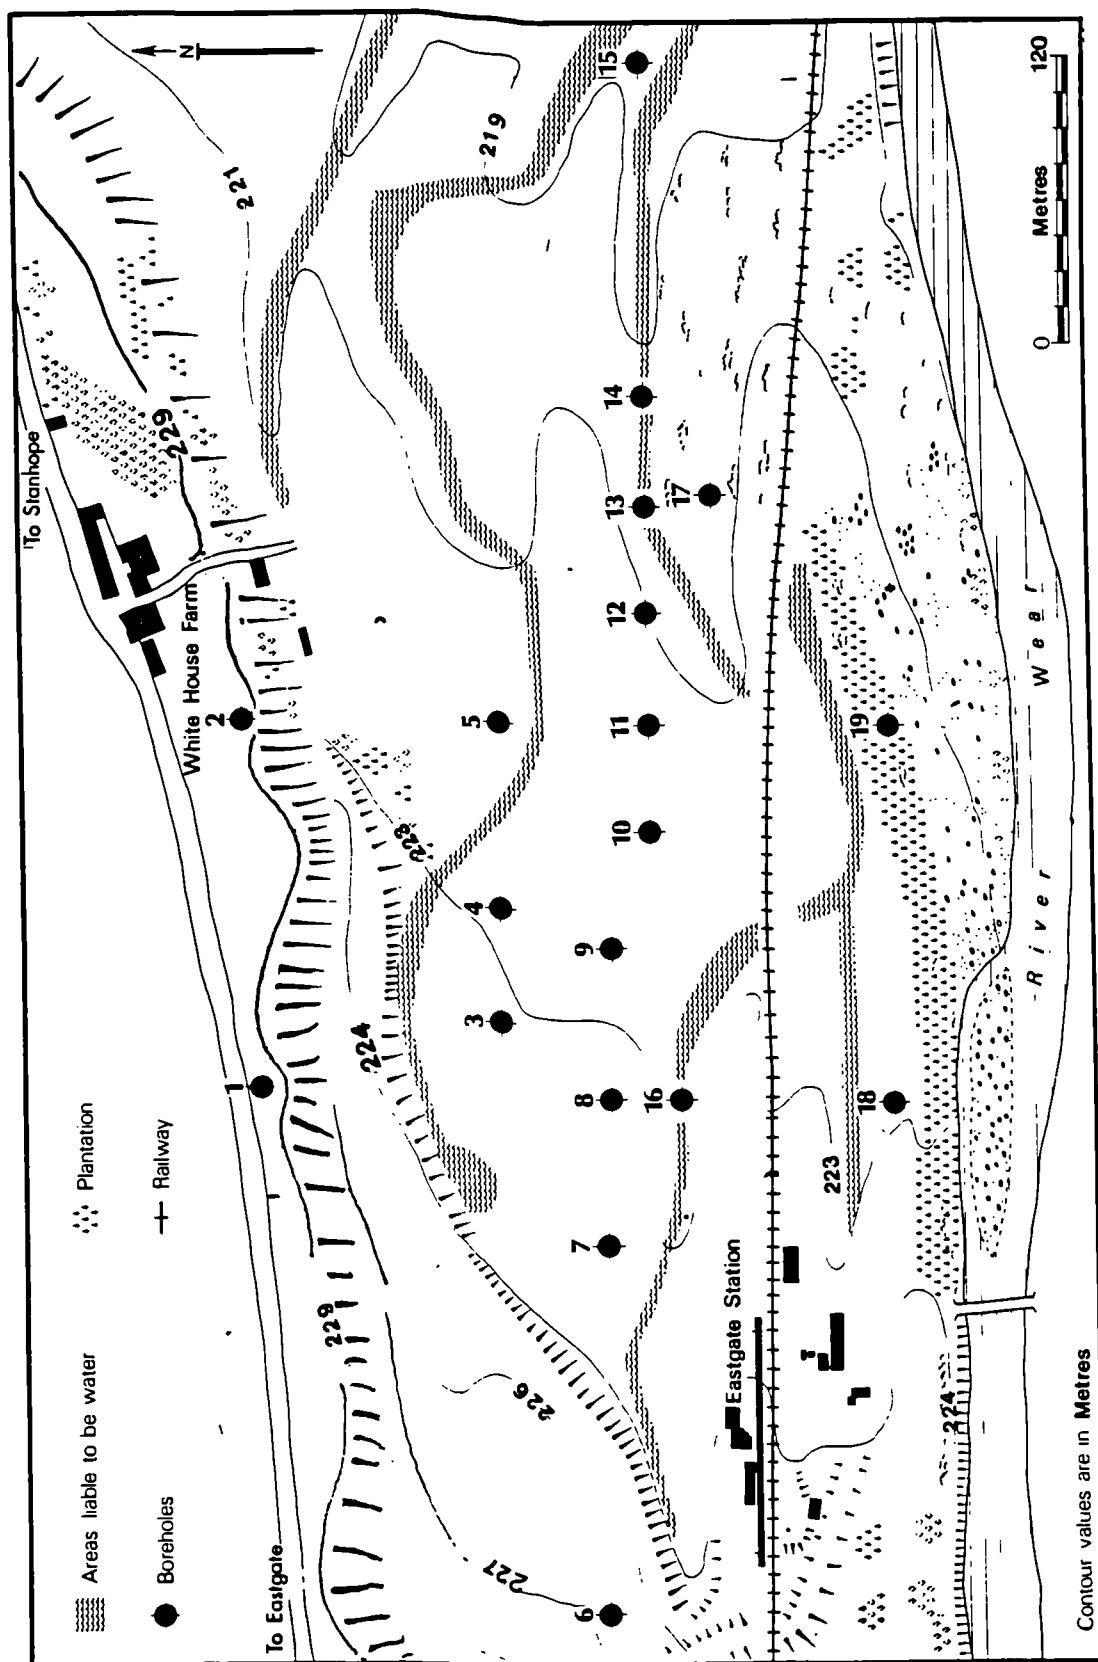 To Eastgate
To Stanhope
White House Farm
Areas liable to be water
Plantation
Boreholes
Railway
N
229
229
221
227
226
224
223
219
1
2
3
4
5
6
7
8
9
10
11
12
13
14
15
16
17
18
19
Eastgate Station
223
224
River Wear
0
Metres
120
Contour values are in Metres